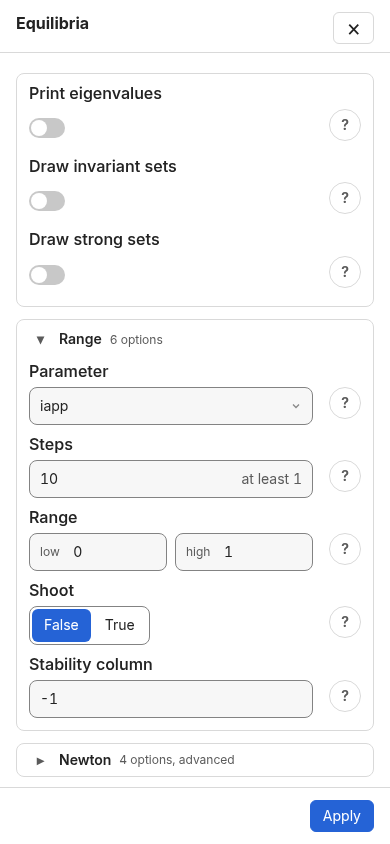 Equilibria
×
Print eigenvalues
?
Draw invariant sets
?
Draw strong sets
?
▼ Range 6 options
Parameter
iapp ?
Steps
10 at least 1 ?
Range
low 0 high 1 ?
Shoot
False True ?
Stability column
-1 ?
► Newton 4 options, advanced
Apply